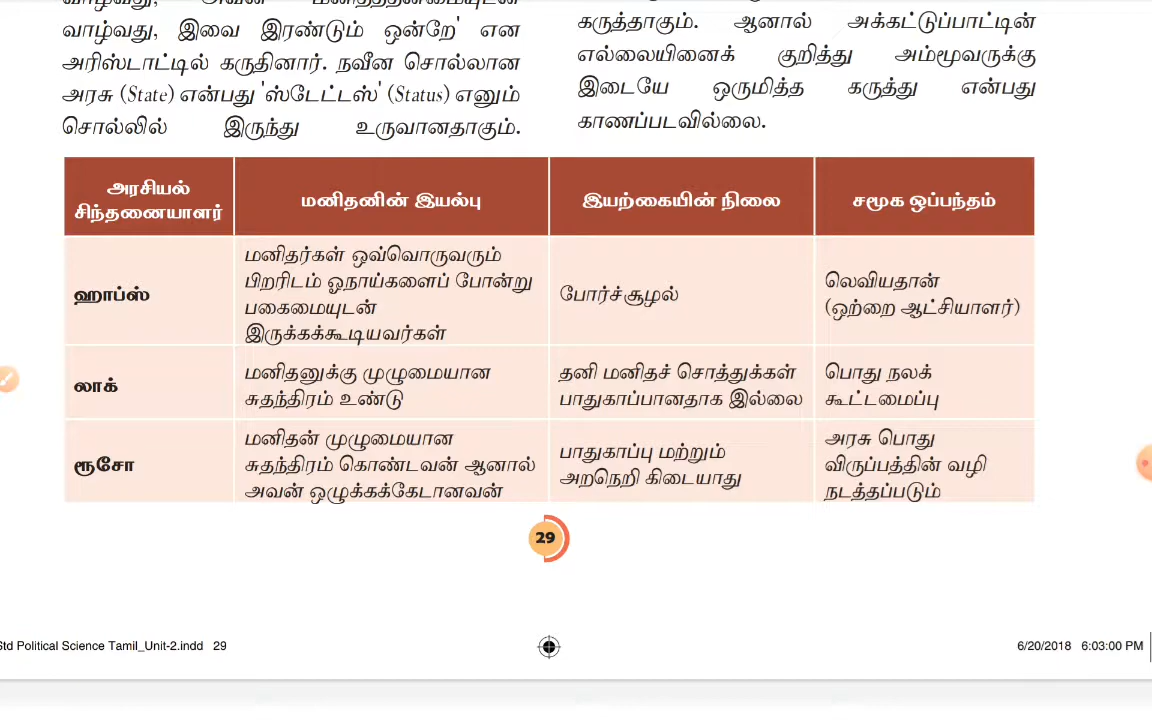 வாழ்வது, இவை இரண்டும் ஒன்றே' என
அரிஸ்டாட்டில் கருதினார். நவீன சொல்லான
அரசு (State) என்பது 'ஸ்டேட்டஸ்' (Status) எனும்
சொல்லில் இருந்து உருவானதாகும்.
கருத்தாகும். ஆனால் அக்கட்டுப்பாட்டின்
எல்லையினைக் குறித்து அம்மூவருக்கு
இடையே ஒருமித்த கருத்து என்பது
காணப்படவில்லை.
அரசியல்
சிந்தனையாளர்
மனிதனின் இயல்பு
இயற்கையின் நிலை
சமூக ஒப்பந்தம்
ஹாப்ஸ்
மனிதர்கள் ஒவ்வொருவரும்
பிறரிடம் ஓநாய்களைப் போன்று
பகைமையுடன்
இருக்கக்கூடியவர்கள்
போர்ச்சூழல்
லெவியதான்
(ஒற்றை ஆட்சியாளர்)
லாக்
மனிதனுக்கு முழுமையான
சுதந்திரம் உண்டு
தனி மனிதச் சொத்துக்கள்
பாதுகாப்பானதாக இல்லை
பொது நலக்
கூட்டமைப்பு
ரூசோ
மனிதன் முழுமையான
சுதந்திரம் கொண்டவன் ஆனால்
அவன் ஒழுக்கக்கேடானவன்
பாதுகாப்பு மற்றும்
அறநெறி கிடையாது
அரசு பொது
விருப்பத்தின் வழி
நடத்தப்படும்
29
Std Political Science Tamil_Unit-2.indd 29
6/20/2018 6:03:00 PM